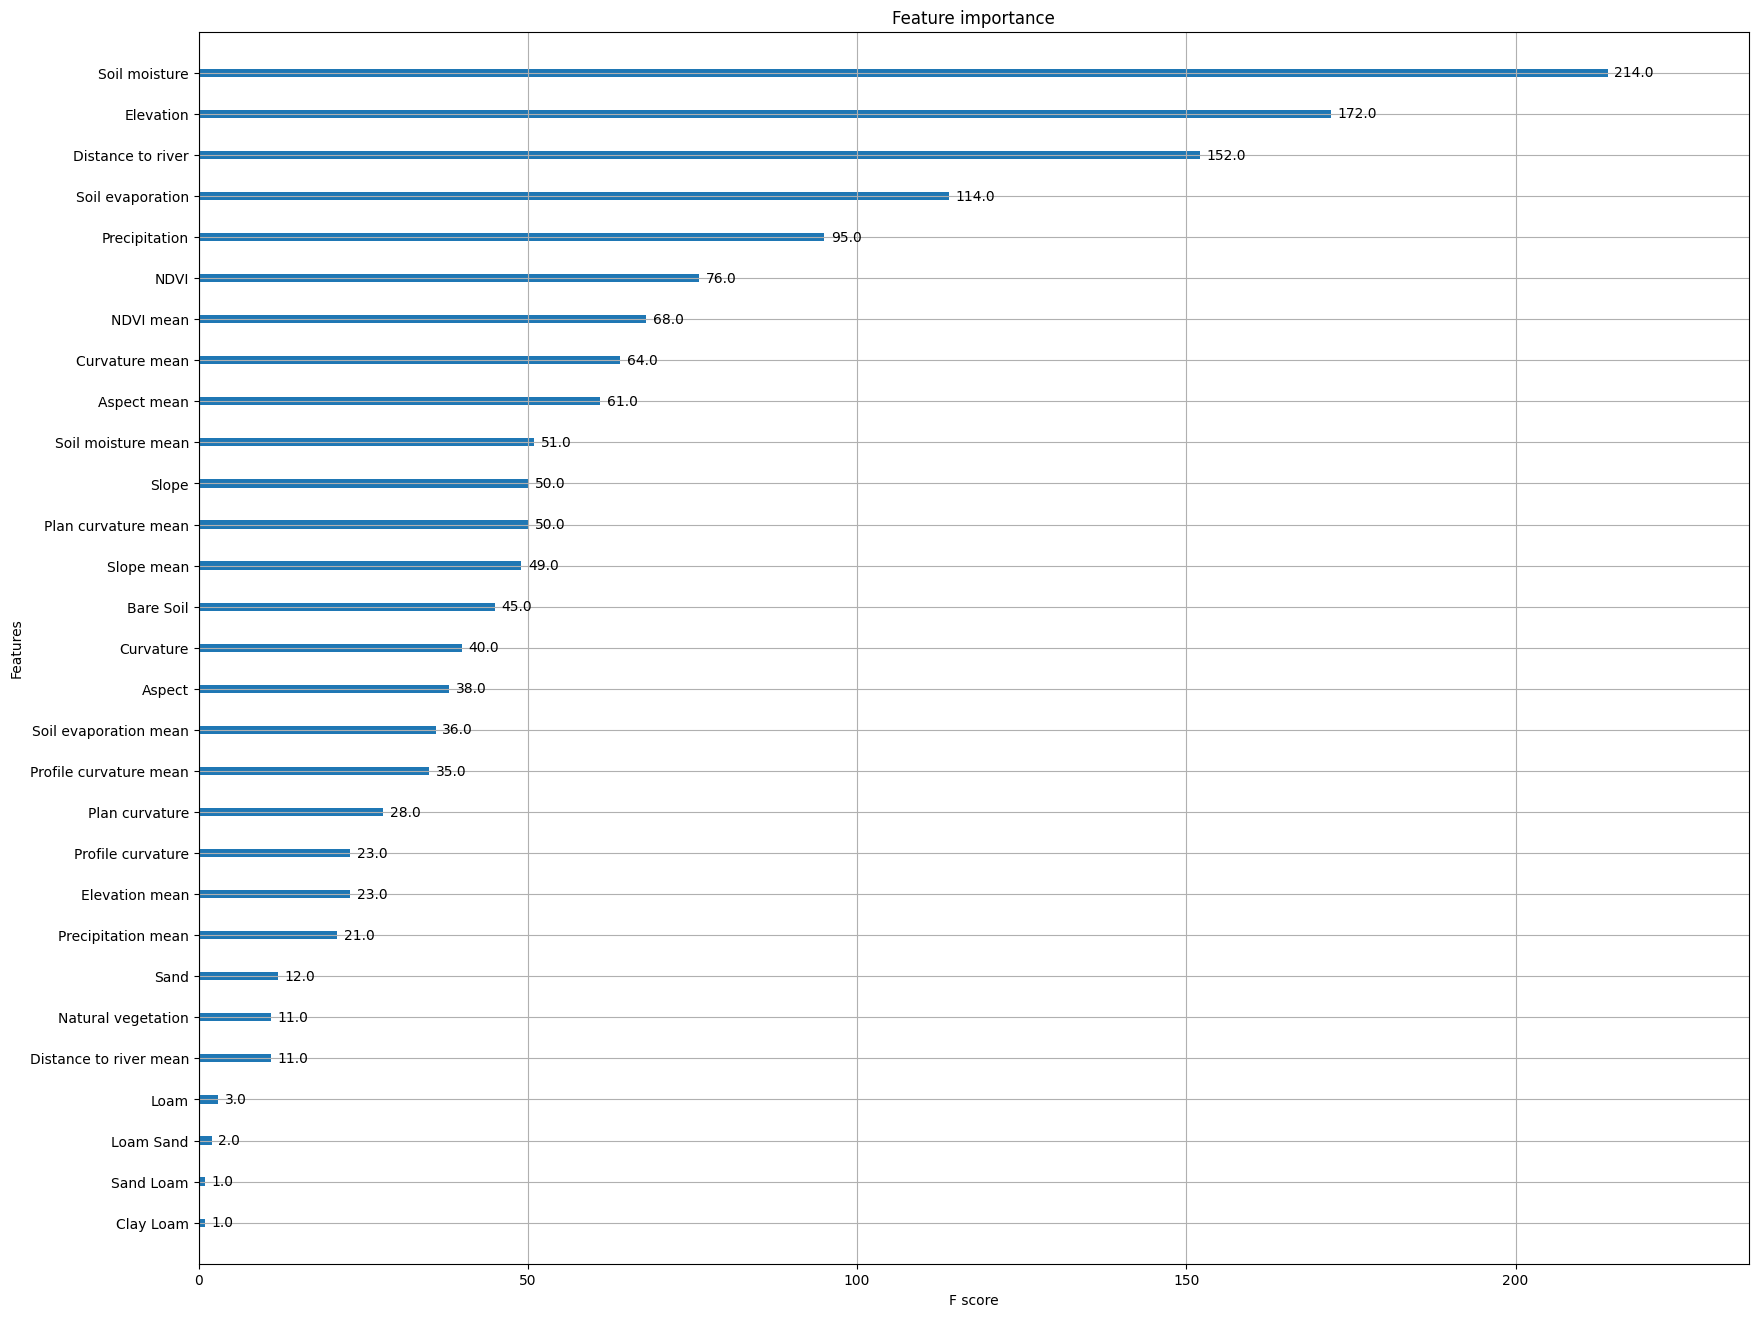 Feature importance
Soil moisture 214.0
Elevation 172.0
Distance to river 152.0
Soil evaporation 114.0
Precipitation 95.0
NDVI 76.0
NDVI mean 68.0
Curvature mean 64.0
Aspect mean 61.0
Soil moisture mean 51.0
Slope 50.0
Plan curvature mean 50.0
Slope mean 49.0
Bare Soil 45.0
Curvature 40.0
Aspect 38.0
Soil evaporation mean 36.0
Profile curvature mean 35.0
Plan curvature 28.0
Profile curvature 23.0
Elevation mean 23.0
Precipitation mean 21.0
Sand 12.0
Natural vegetation 11.0
Distance to river mean 11.0
Loam 3.0
Loam Sand 2.0
Sand Loam 1.0
Clay Loam 1.0
Features
0 50 100 150 200
F score